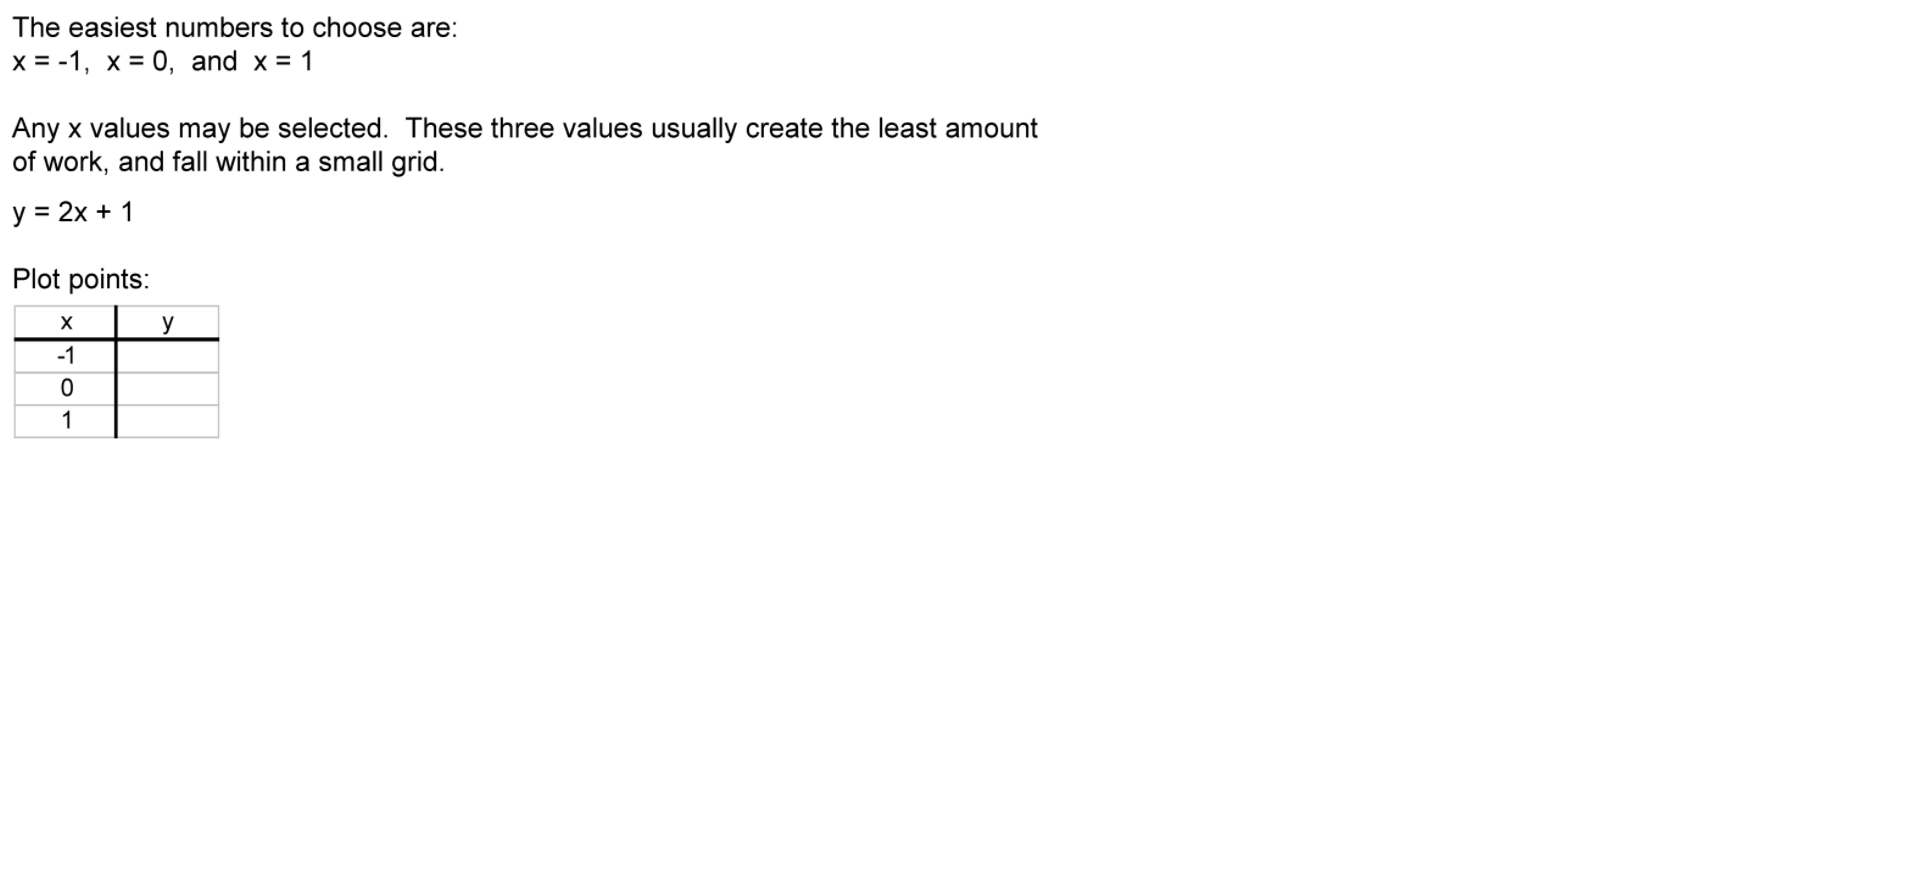 The easiest numbers to choose are:
x = -1,  x = 0,  and  x = 1
Any x values may be selected.  These three values usually create the least amount
of work, and fall within a small grid.
y = 2x + 1
Plot points:
x y
-1
0
1